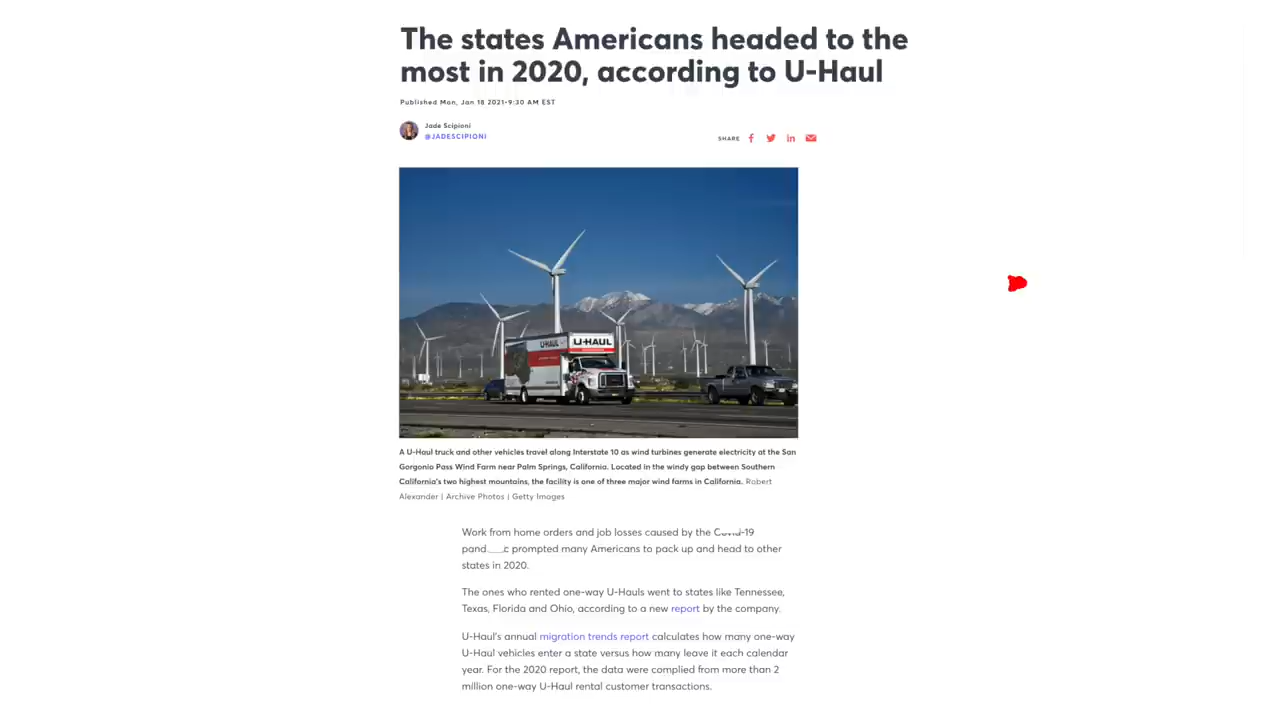 The states Americans headed to the
most in 2020, according to U-Haul
Published Mon, Jan 18 2021•9:30 AM EST
Jade Scipioni
@JADESCIPIONI
SHARE
U-HAUL U-HAUL
A U-Haul truck and other vehicles travel along Interstate 10 as wind turbines generate electricity at the San
Gorgonio Pass Wind Farm near Palm Springs, California. Located in the windy gap between Southern
California's two highest mountains, the facility is one of three major wind farms in California. Robert
Alexander | Archive Photos | Getty Images
Work from home orders and job losses caused by the Covid-19
prompted many Americans to pack up and head to other
states in 2020.
The ones who rented one-way U-Hauls went to states like Tennessee,
Texas, Florida and Ohio, according to a new report by the company.
U-Haul's annual migration trends report calculates how many one-way
U-Haul vehicles enter a state versus how many leave it each calendar
year. For the 2020 report, the data were complied from more than 2
million one-way U-Haul rental customer transactions.